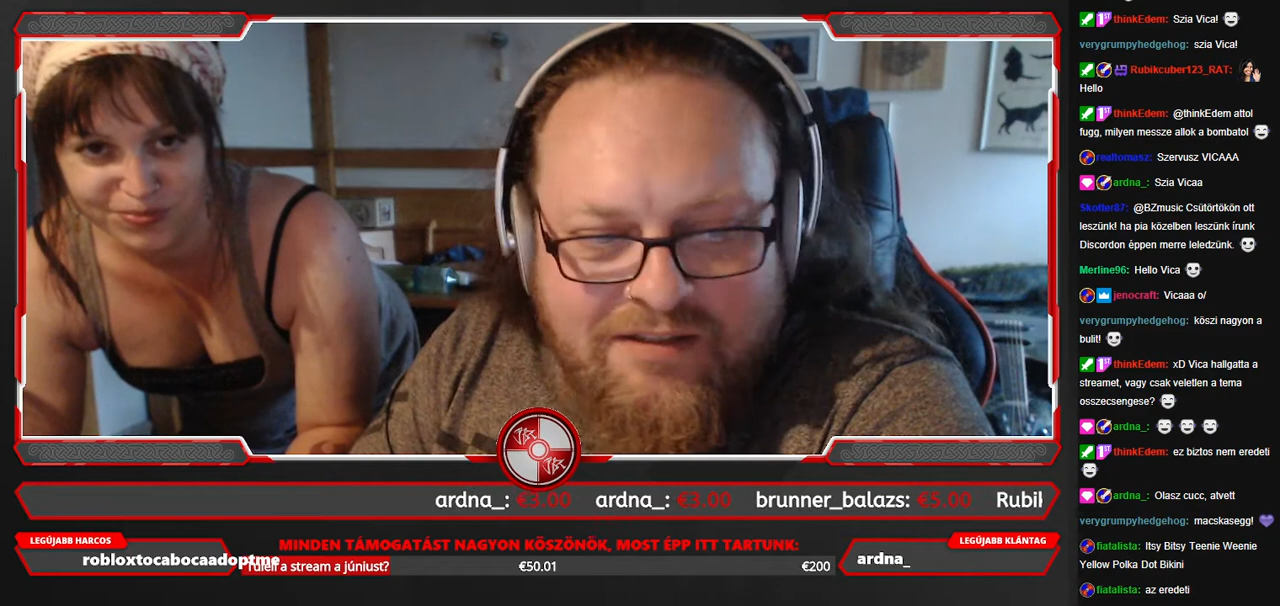 thinkEdem: Szia Vica!
verygrumpyhedgehog: szia Vica!
Rubikcuber123_RAT:
Hello
thinkEdem: @thinkEdem attol
fugg, milyen messze allok a bombatol
realtomasz: Szervusz VICAAA
ardna_: Szia Vicaa
Skotter87: @BZmusic Csütörtökön ott
leszünk! ha pia közelben leszünk írunk
Discordon éppen merre leledzünk.
Merline96: Hello Vica
jenocraft: Vicaaa o/
verygrumpyhedgehog: köszi nagyon a
bulit!
thinkEdem: xD Vica hallgatta a
streamet, vagy csak veletlen a tema
osszecsengese?
ardna_:
thinkEdem: ez biztos nem eredeti
ardna_: Olasz cucc, atvett
verygrumpyhedgehog: macskasegg!
fiatalista: Itsy Bitsy Teenie Weenie
Yellow Polka Dot Bikini
fiatalista: az eredeti
ardna_: €3.00 ardna_: €3.00 brunner_balazs: €5.00 Rubil
LEGÚJABB HARCOS
robloxtocabocaadoptme
MINDEN TÁMOGATÁST NAGYON KÖSZÖNÖK, MOST ÉPP ITT TARTUNK:
a stream a júniust? €50.01 €200
LEGÚJABB KLÁNTAG
ardna_